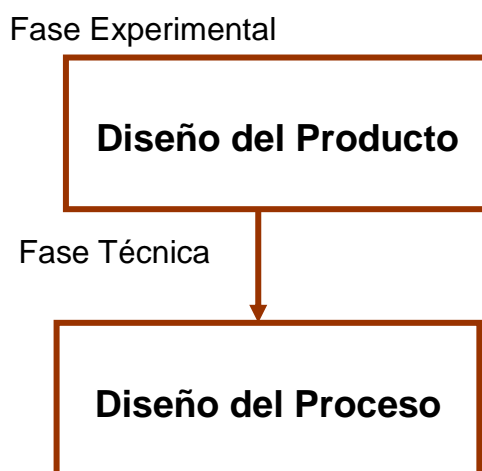 Fase Experimental
Diseño del Producto
Fase Técnica
Diseño del Proceso